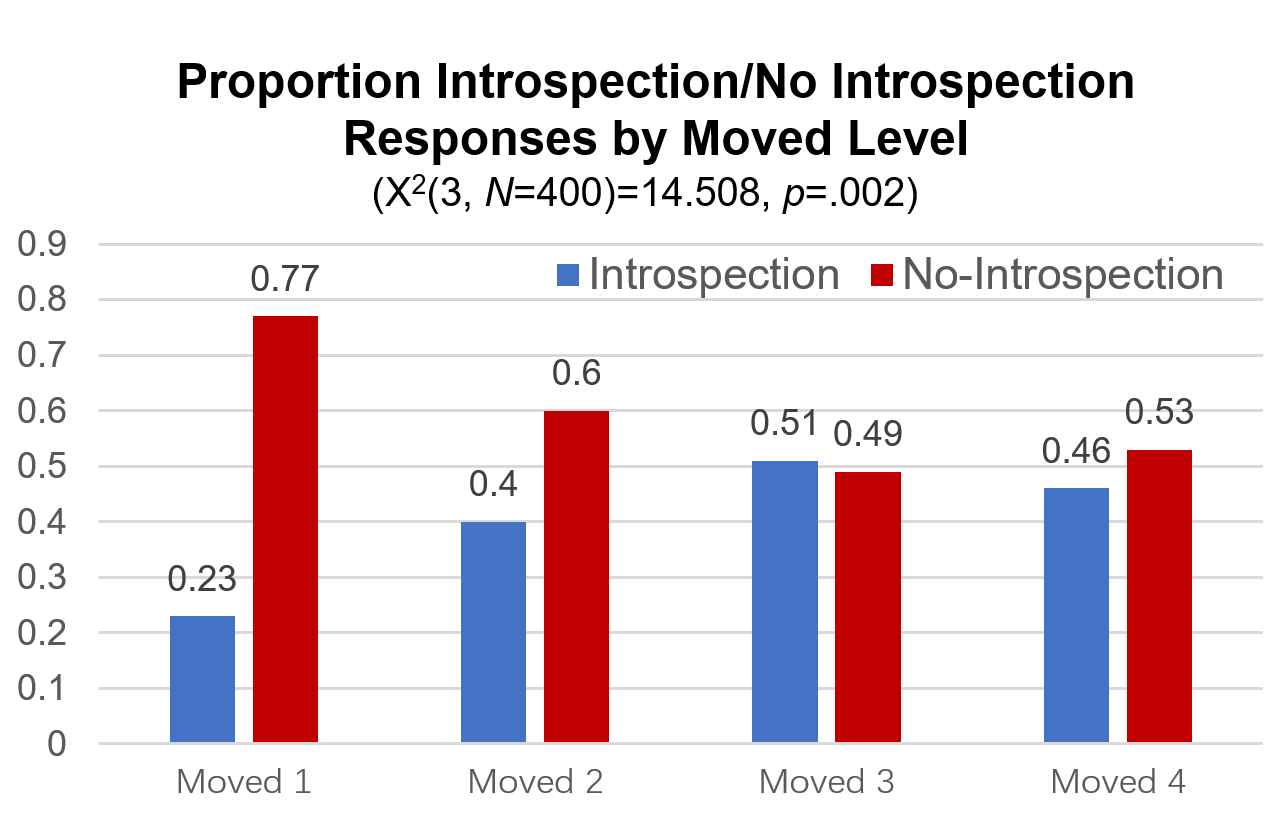 Proportion Introspection/No Introspection
Responses by Moved Level
(X²(3, N=400)=14.508, p=.002)
0.9
Introspection No-Introspection
0.77
0.8
0.7
0.6
0.6
0.51 0.49 0.53
0.46
0.5
0.4
0.4
0.23
0.3
0.2
0.1
0
Moved 1 Moved 2 Moved 3 Moved 4